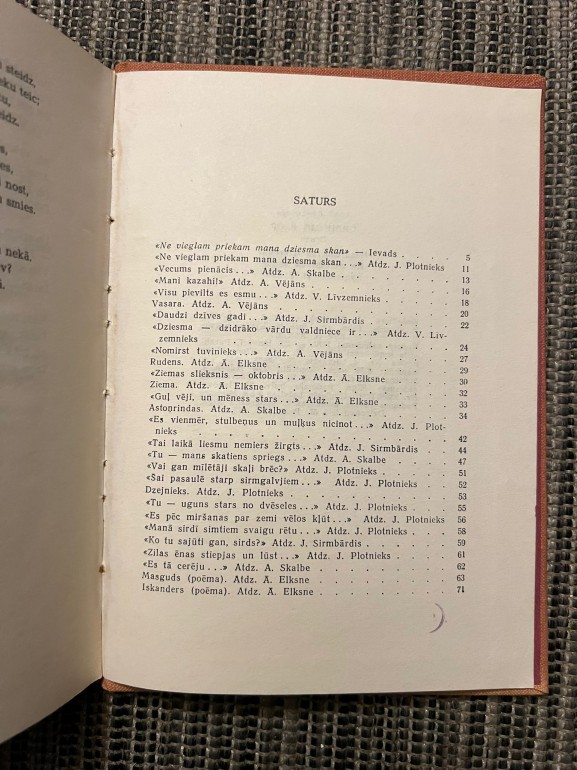 steidz.
eku teic;
nost,
smies.
nekā.
SATURS
«Ne vieglam priekam mana dziesma skan» — Ievads . . . . 5
«Ne vieglam priekam mana dziesma skan . . .» Atdz. J. Plotnieks 11
«Vecums pienācis . . .» Atdz. A. Skalbe . . . . . . . 13
«Mani kazahi!» Atdz. A. Vējāns . . . . . . . . . 16
«Visu pievilts es esmu . . .» Atdz. V. Līvzemnieks . . . . . 18
Vasara. Atdz. A. Vējāns . . . . . . . . . . . 20
«Daudzi dzīves gadi . . .» Atdz. J. Sirmbārdis . . . . . . 22
«Dziesma — dzidrāko vārdu valdniece ir . . .» Atdz. V. Līv-
zemnieks . . . . . . . . . . . . . 24
«Nomirst tuvinieks . . .» Atdz. A. Vējāns . . . . . . . 27
Rudens. Atdz. Ā. Elksne . . . . . . . . . . . 29
«Ziemas slieksnis — oktobris . . .» Atdz. Ā. Elksne . . . . 30
Ziema. Atdz. Ā. Elksne . . . . . . . . . . . 32
«Guļ vēji, un mēness stars . . .» Atdz. Ā. Elksne . . . . . 33
Astoņrindas. Atdz. A. Skalbe . . . . . . . . . . 34
«Es vienmēr, stulbeņus un muļķus nicinot . . .» Atdz. J. Plot-
nieks . . . . . . . . . . . . . . 42
«Tai laikā liesmu nemiers žirgts . . .» Atdz. J. Sirmbārdis . . 44
«Tu — mans skatiens spriegs . . .» Atdz. A. Skalbe . . . . . 47
«Vai gan mīlētāji skaļi brēc?» Atdz. J. Plotnieks . . . . . 51
«Šai pasaulē starp sirmgalvjiem . . .» Atdz. J. Plotnieks . . . 52
Dzejnieks. Atdz. J. Plotnieks . . . . . . . . . . 53
«Tu — uguns stars no dvēseles . . .» Atdz. J. Plotnieks . . . 55
«Es pēc miršanas par zemi vēlos kļūt . . .» Atdz. J. Plotnieks 56
«Manā sirdī simtiem svaigu rētu . . .» Atdz. J. Plotnieks . . . 58
«Ko tu sajūti gan, sirds?» Atdz. J. Sirmbārdis . . . . . . 59
«Zilas ēnas stiepjas un lūst . . .» Atdz. J. Plotnieks . . . . 61
«Es tā cerēju . . .» Atdz. A. Skalbe . . . . . . . . 62
Masguds (poēma). Atdz. Ā. Elksne . . . . . . . . 63
Iskanders (poēma). Atdz. Ā. Elksne . . . . . . . . 71